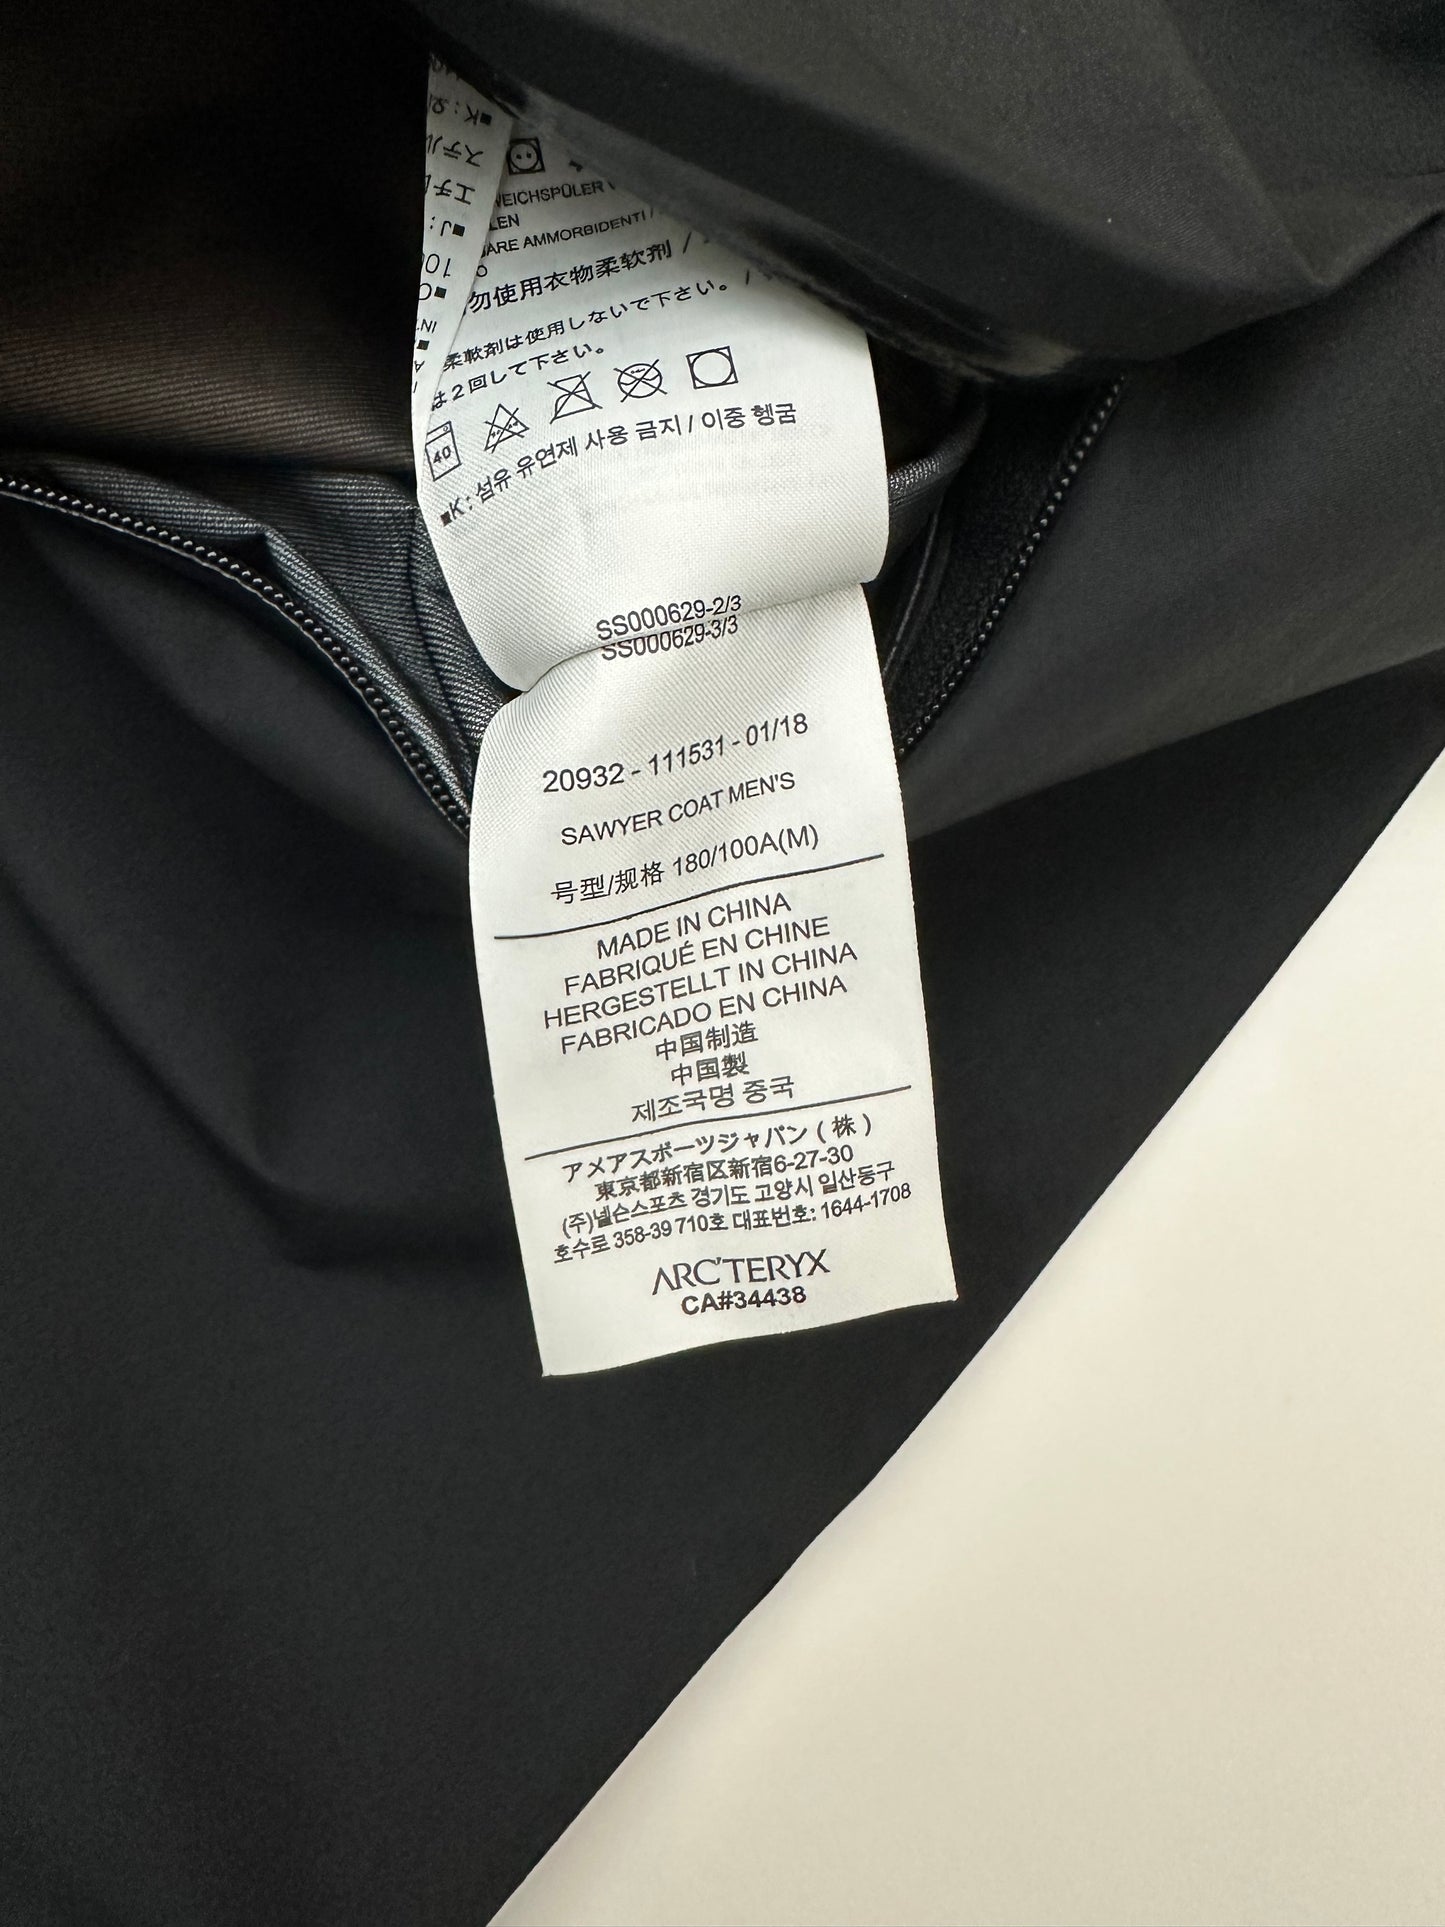 WEICHSPÜLER
LEN
ARE AMMORBIDENTI /
勿使用衣物柔软剂 /
柔軟剤は使用しないで下さい。 /
は2回して下さい。
40
■K: 섬유 유연제 사용 금지 / 이중 헹굼
SS000629-2/3
SS000629-3/3
20932 - 111531 - 01/18
SAWYER COAT MEN'S
号型/规格 180/100A(M)
MADE IN CHINA
FABRIQUÉ EN CHINE
HERGESTELLT IN CHINA
FABRICADO EN CHINA
中国制造
中国製
제조국명 중국
アメアスポーツジャパン ( 株 )
東京都新宿区新宿6-27-30
(주)넬슨스포츠 경기도 고양시 일산동구
호수로 358-39 710호 대표번호: 1644-1708
ARC'TERYX
CA#34438